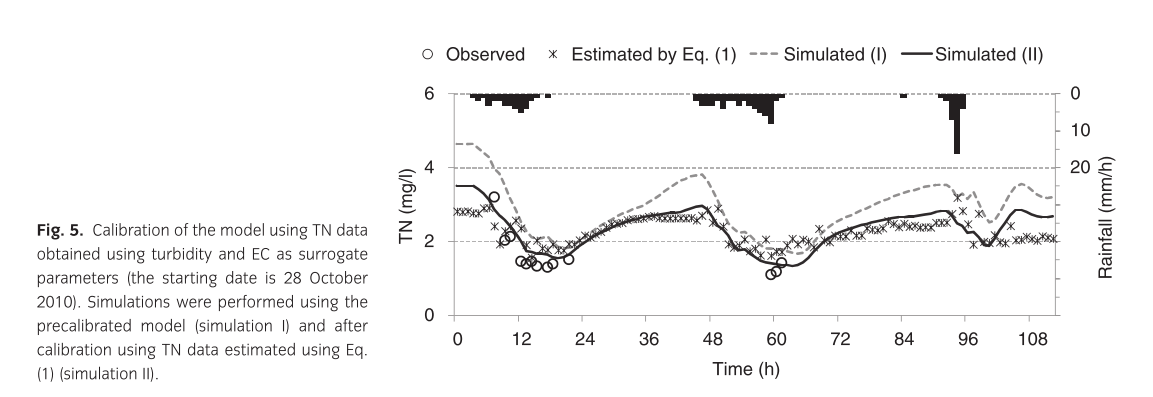 Observed Estimated by Eq. (1) Simulated (I) Simulated (II)
6
4
2
0
TN (mg/l)
0
10
20
Rainfall (mm/h)
0 12 24 36 48 60 72 84 96 108
Time (h)
Fig. 5. Calibration of the model using TN data
obtained using turbidity and EC as surrogate
parameters (the starting date is 28 October
2010). Simulations were performed using the
precalibrated model (simulation I) and after
calibration using TN data estimated using Eq.
(1) (simulation II).